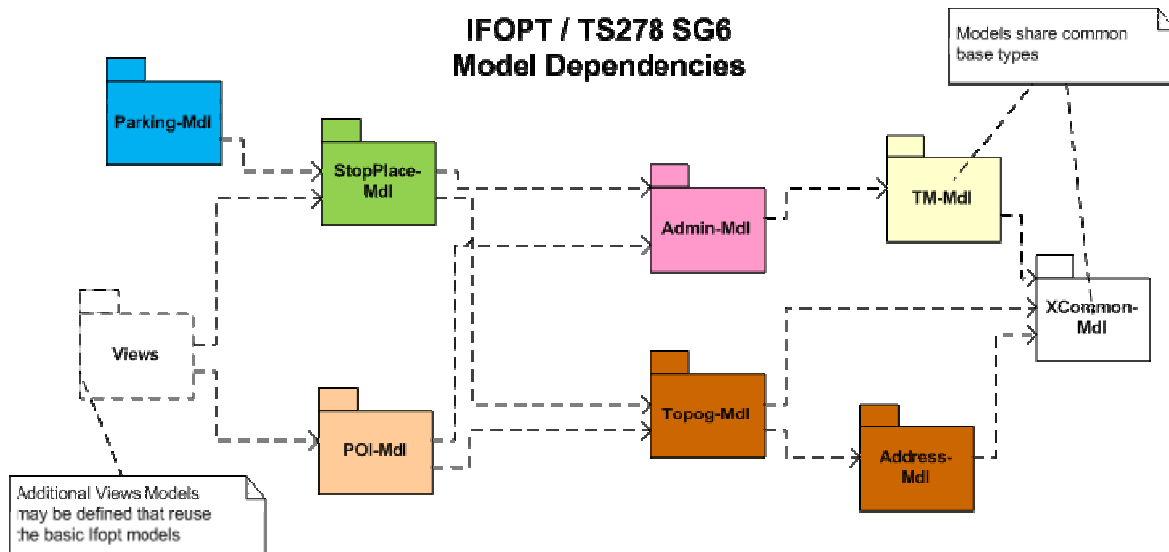 IFOPT / TS278 SG6
Model Dependencies
Models share common
base types
Parking-Mdl
StopPlace-
Mdl
Admin-Mdl
TM-Mdl
XCommon-
Mdl
Views
POI-Mdl
Topog-Mdl
Address-
Mdl
Additional Views Models
may be defined that reuse
the basic Ifopt models